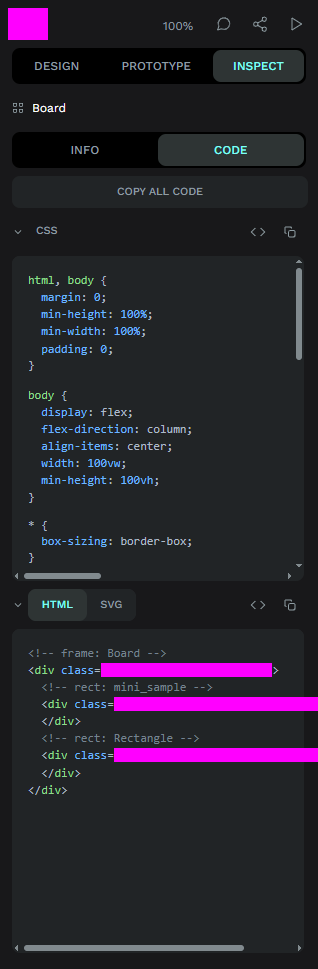 100%
DESIGN PROTOTYPE INSPECT
Board
INFO CODE
COPY ALL CODE
CSS
html, body {
  margin: 0;
  min-height: 100%;
  min-width: 100%;
  padding: 0;
}
body {
  display: flex;
  flex-direction: column;
  align-items: center;
  width: 100vw;
  min-height: 100vh;
}
* {
  box-sizing: border-box;
}
HTML SVG
<!-- frame: Board -->
<div class= >
  <!-- rect: mini_sample -->
  <div class=
  </div>
  <!-- rect: Rectangle -->
  <div class=
  </div>
</div>